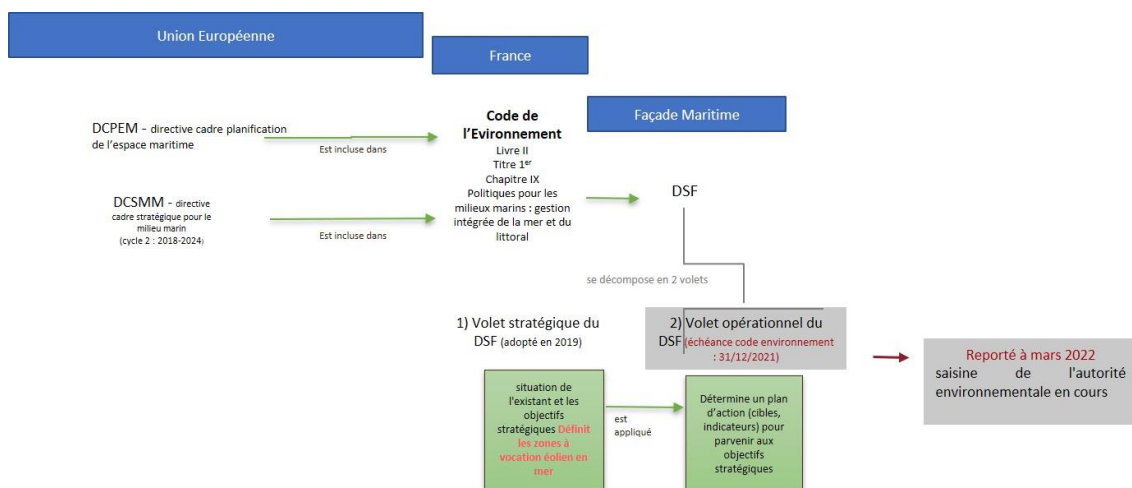 Union Européenne
France
Façade Maritime
DCPEM - directive cadre planification
de l'espace maritime
Est incluse dans
DCSMM - directive
cadre stratégique pour le
milieu marin
(cycle 2 : 2018-2024)
Est incluse dans
Code de
l'Evironnement
Livre II
Titre 1er
Chapitre IX
Politiques pour les
milieux marins : gestion
intégrée de la mer et du
littoral
DSF
se décompose en 2 volets
1) Volet stratégique du
DSF (adopté en 2019)
2) Volet opérationnel du
DSF (échéance code environnement
: 31/12/2021)
Reporté à mars 2022
saisine de l'autorité
environnementale en cours
situation de
l'existant et les
objectifs
stratégiques Définit
les zones à
vocation éolien en
mer
est
appliqué
Détermine un plan
d'action (cibles,
indicateurs) pour
parvenir aux
objectifs
stratégiques